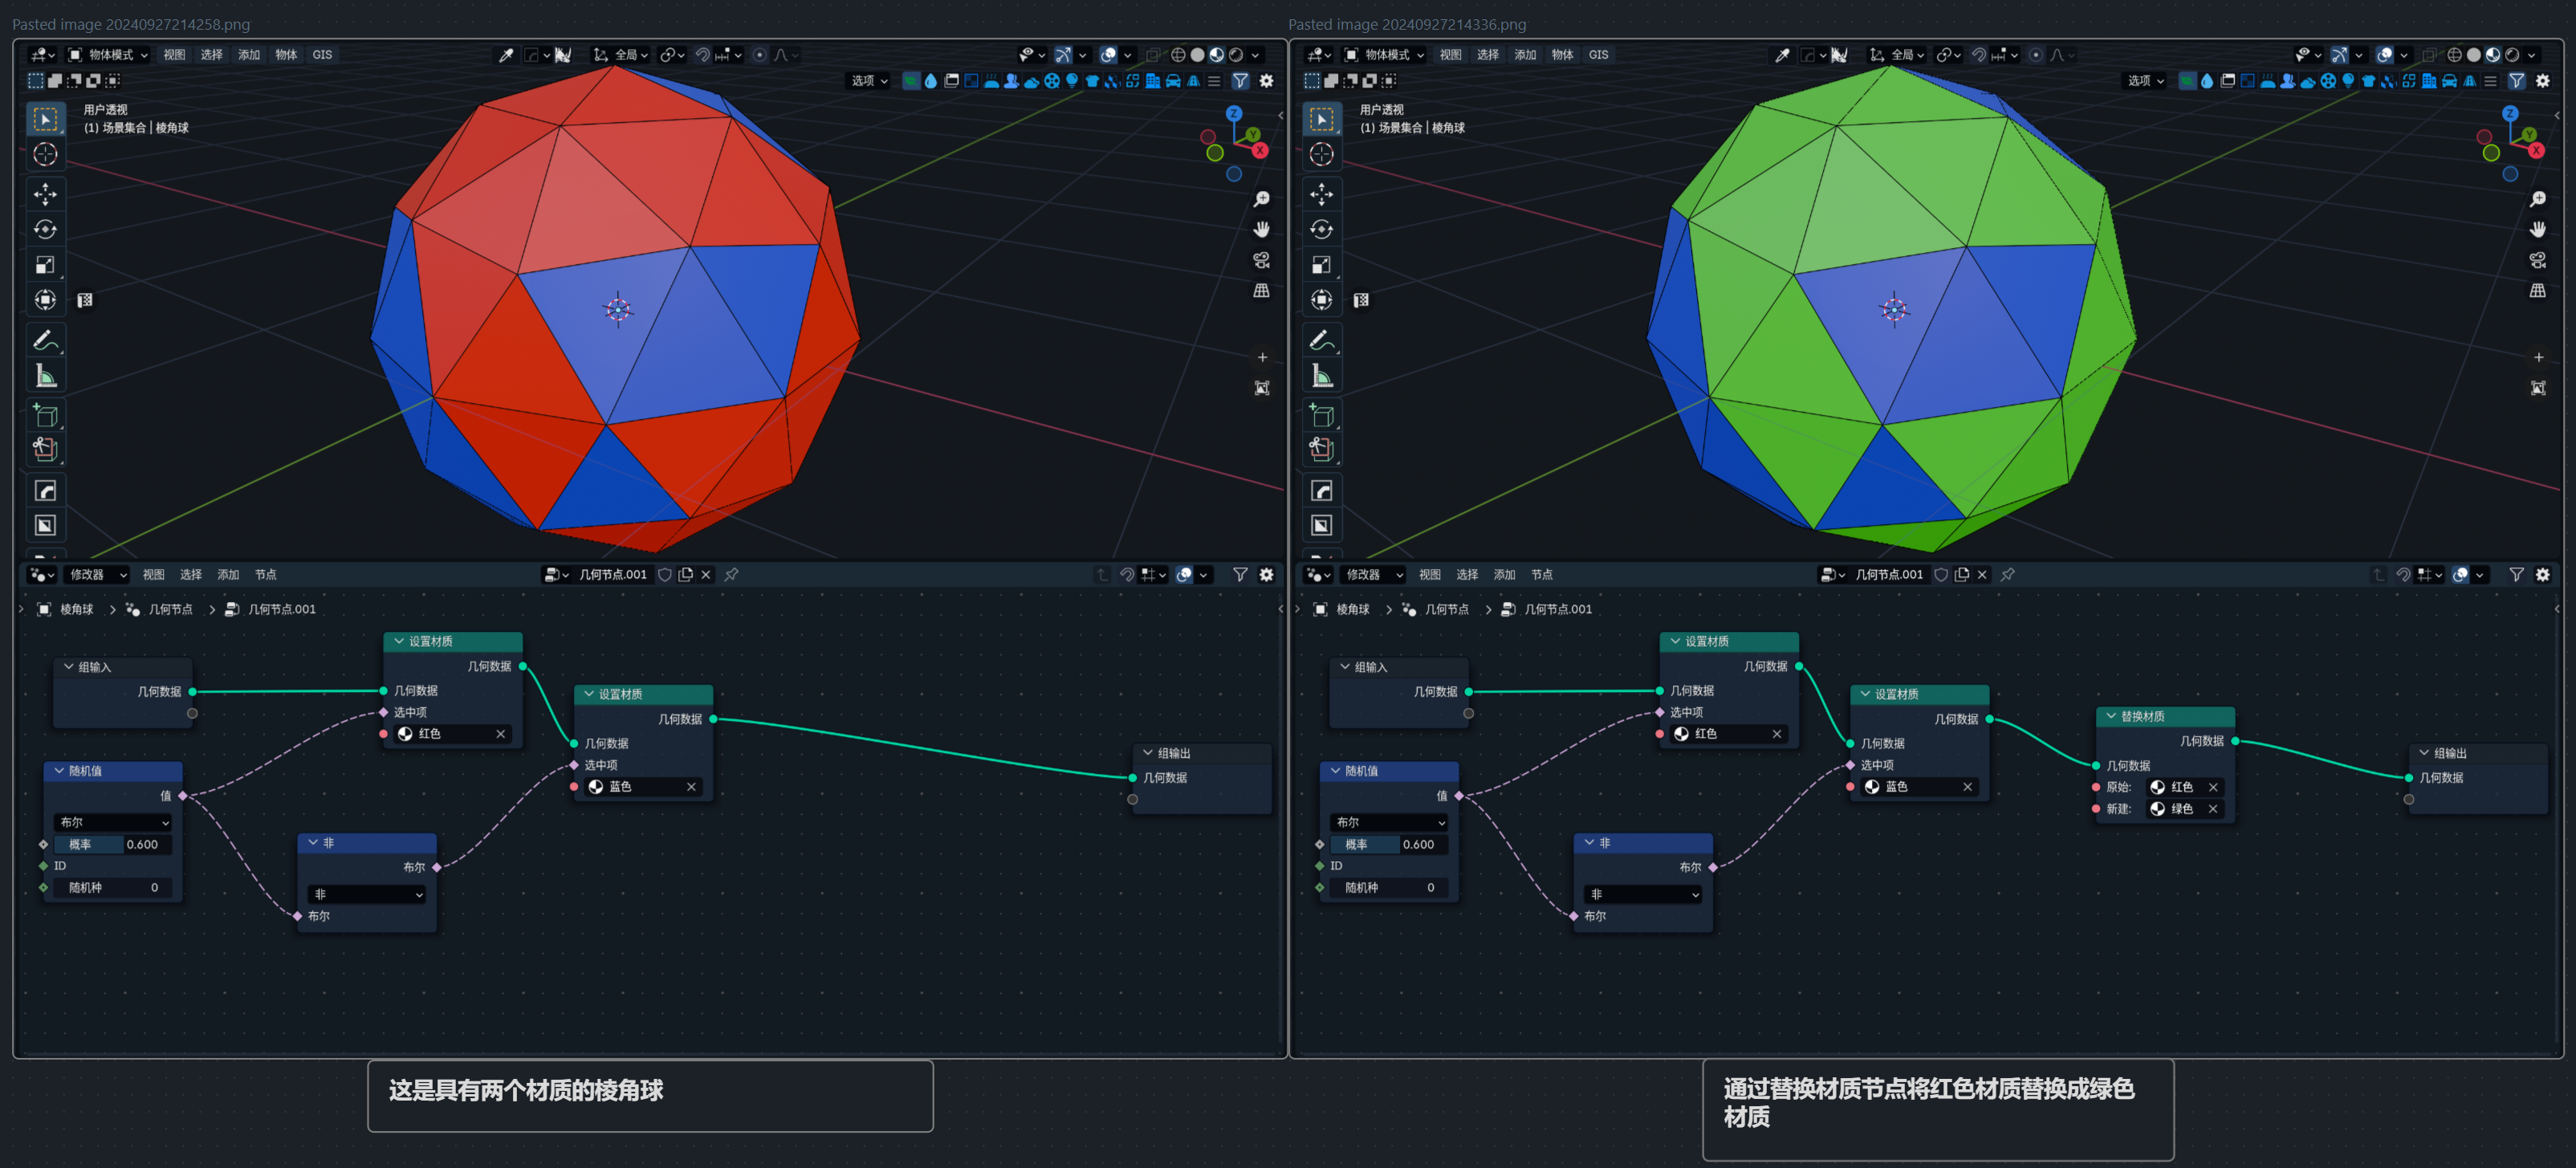 Pasted image 20240927214258.png
物体模式 视图 选择 添加 物体 GIS 全局
选项
用户透视
(1) 场景集合 | 棱角球
Z
Y
X
修改器 视图 选择 添加 节点 几何节点.001
棱角球 > 几何节点 > 几何节点.001
组输入
几何数据
随机值
值
布尔
概率 0.600
ID
随机种 0
非
布尔
非
布尔
设置材质
几何数据
几何数据
选中项
红色
设置材质
几何数据
几何数据
选中项
蓝色
组输出
几何数据
这是具有两个材质的棱角球
Pasted image 20240927214336.png
物体模式 视图 选择 添加 物体 GIS 全局
选项
用户透视
(1) 场景集合 | 棱角球
Z
Y
X
修改器 视图 选择 添加 节点 几何节点.001
棱角球 > 几何节点 > 几何节点.001
组输入
几何数据
随机值
值
布尔
概率 0.600
ID
随机种 0
非
布尔
非
布尔
设置材质
几何数据
几何数据
选中项
红色
设置材质
几何数据
几何数据
选中项
蓝色
替换材质
几何数据
几何数据
原始: 红色
新建: 绿色
组输出
几何数据
通过替换材质节点将红色材质替换成绿色
材质